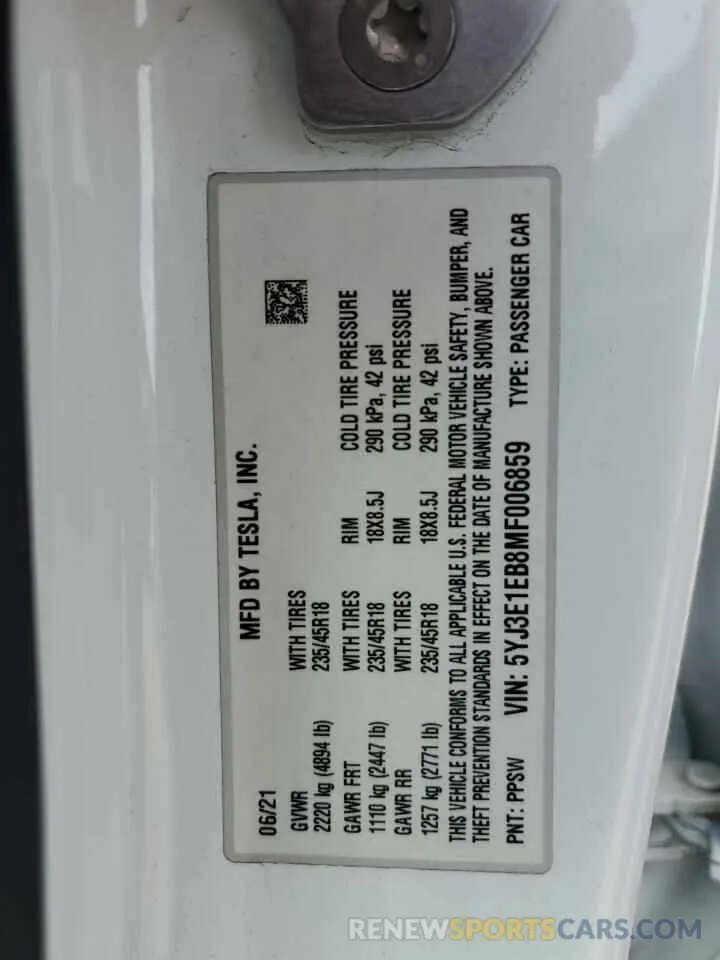 06/21 MFD BY TESLA, INC.
GVWR WITH TIRES
2220 kg (4894 lb) 235/45R18
GAWR FRT WITH TIRES RIM COLD TIRE PRESSURE
1110 kg (2447 lb) 235/45R18 18X8.5J 290 kPa, 42 psi
GAWR RR WITH TIRES RIM COLD TIRE PRESSURE
1257 kg (2771 lb) 235/45R18 18X8.5J 290 kPa, 42 psi
THIS VEHICLE CONFORMS TO ALL APPLICABLE U.S. FEDERAL MOTOR VEHICLE SAFETY, BUMPER, AND
THEFT PREVENTION STANDARDS IN EFFECT ON THE DATE OF MANUFACTURE SHOWN ABOVE.
PNT: PPSW VIN: 5YJ3E1EB8MF006859 TYPE: PASSENGER CAR
RENEWSPORTSCARS.COM